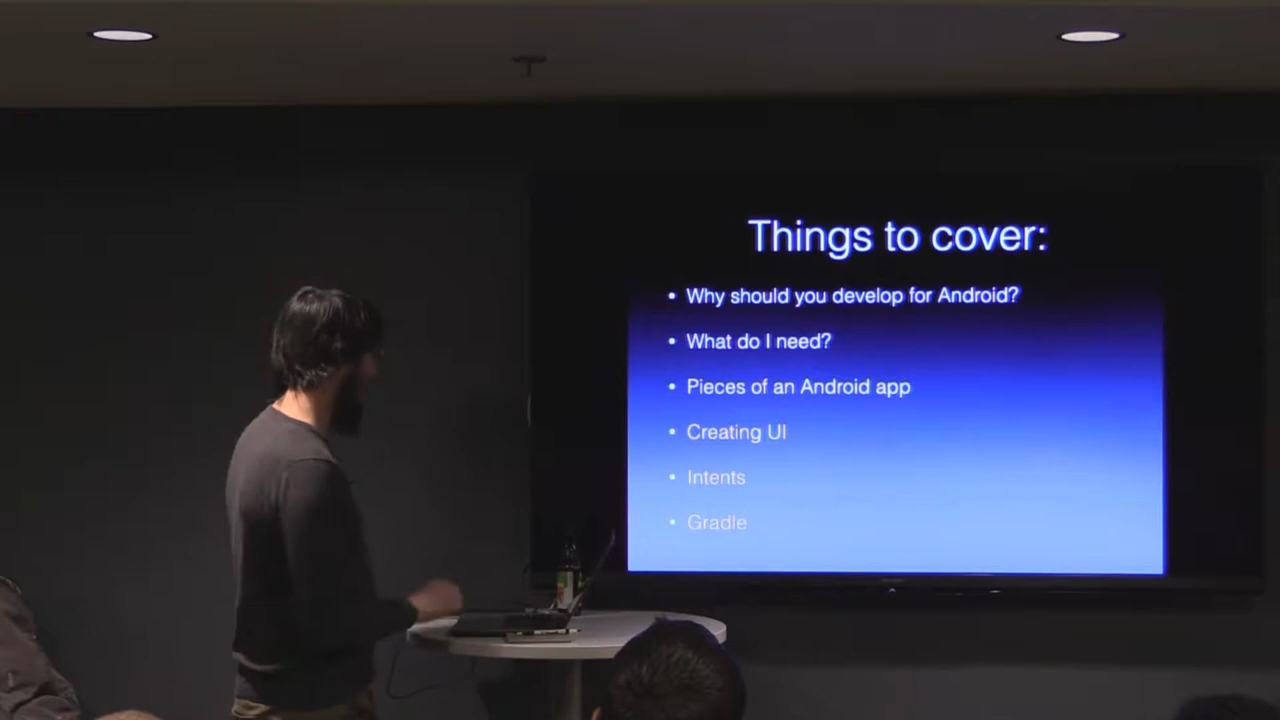 Things to cover:
• Why should you develop for Android?
• What do I need?
• Pieces of an Android app
• Creating UI
• Intents
• Gradle